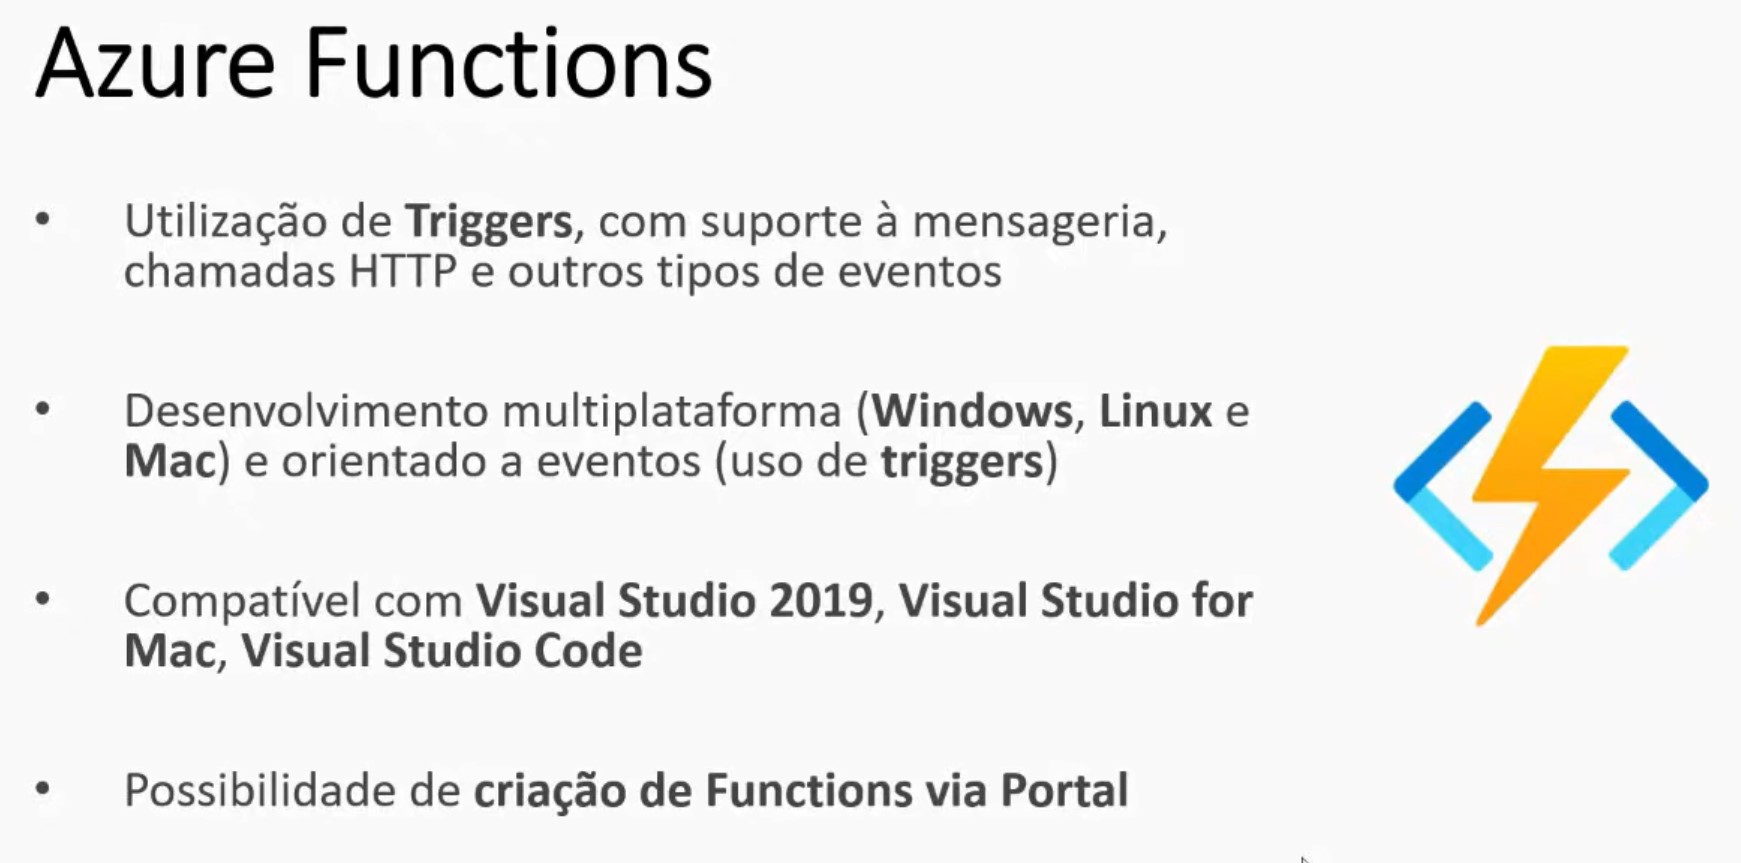 Azure Functions
• Utilização de Triggers, com suporte à mensageria,
chamadas HTTP e outros tipos de eventos
• Desenvolvimento multiplataforma (Windows, Linux e
Mac) e orientado a eventos (uso de triggers)
• Compatível com Visual Studio 2019, Visual Studio for
Mac, Visual Studio Code
• Possibilidade de criação de Functions via Portal